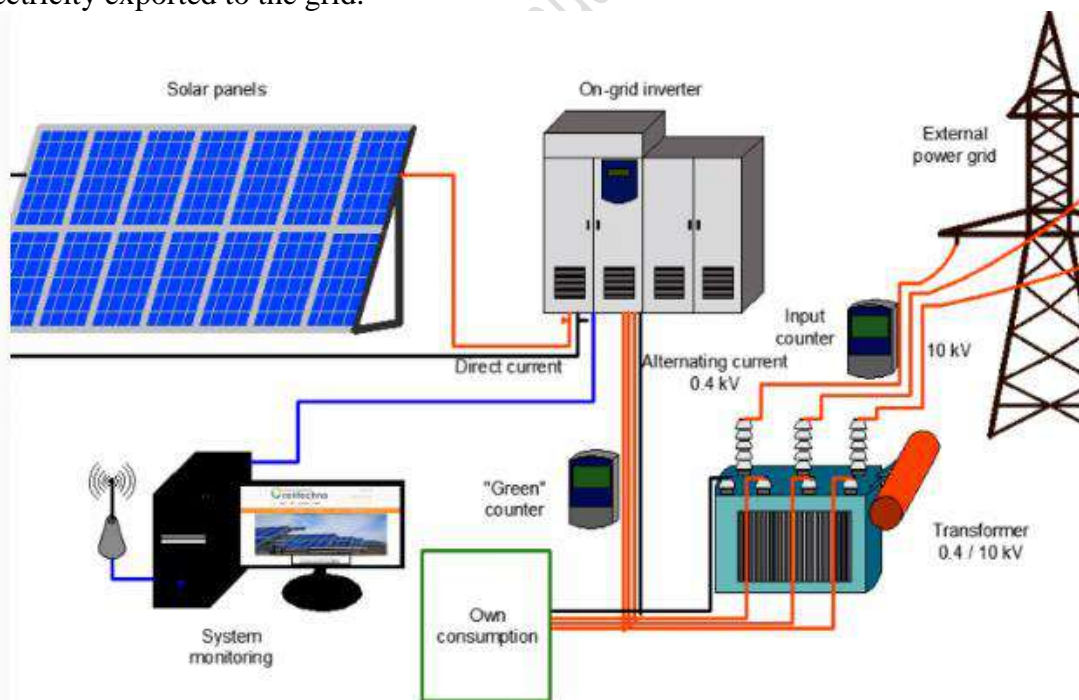 ectricity exported to the grid.
Solar panels
On-grid inverter
External
power grid
Input
counter
10 kV
Direct current
Alternating current
0.4 kV
"Green"
counter
Transformer
0.4 / 10 kV
Own
consumption
System
monitoring